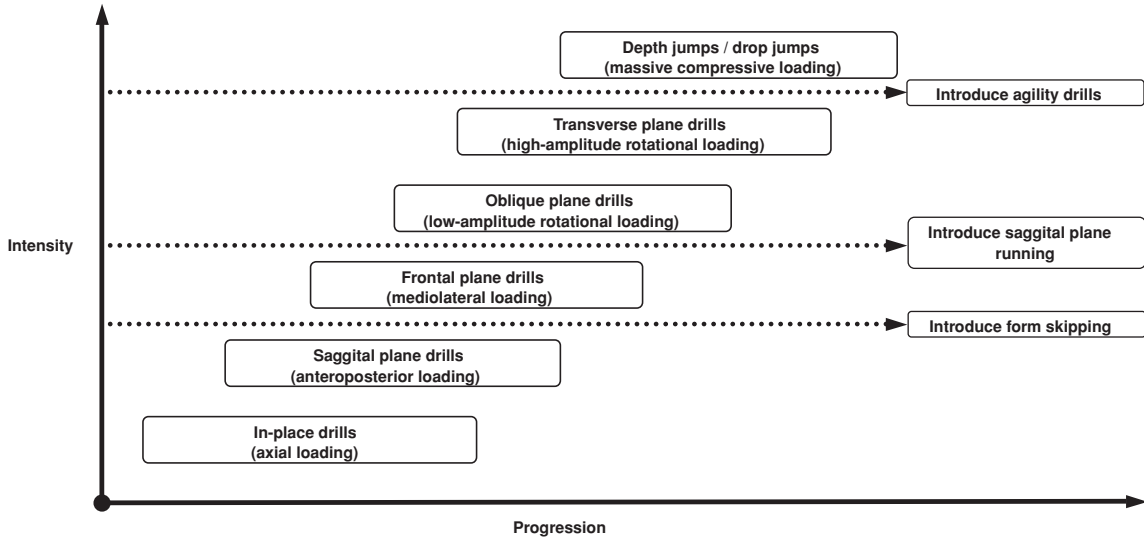 Depth jumps / drop jumps
(massive compressive loading)
Introduce agility drills
Transverse plane drills
(high-amplitude rotational loading)
Oblique plane drills
(low-amplitude rotational loading)
Intensity
Introduce saggital plane
running
Frontal plane drills
(mediolateral loading)
Introduce form skipping
Saggital plane drills
(anteroposterior loading)
In-place drills
(axial loading)
Progression